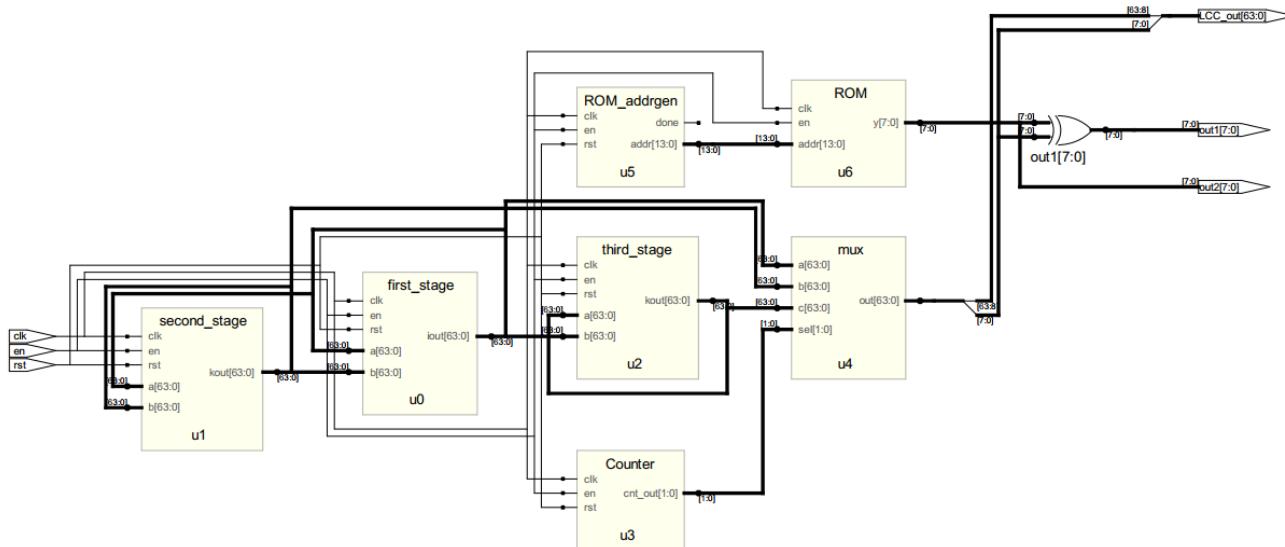 [63:8]
LCC_out[63:0]
[7:0]
ROM_addrgen
clk
done
en
rst
addr[13:0]
[13:0]
u5
ROM
clk
en
y[7:0]
[7:0]
[13:0]
addr[13:0]
u6
[7:0]
[7:0]
[7:0]
out1[7:0]
[7:0]
out1[7:0]
[7:0]
out2[7:0]
third_stage
clk
en
rst
kout[63:0]
[63:0]
[63:0]
a[63:0]
[63:0]
b[63:0]
u2
mux
[63:0]
a[63:0]
[63:0]
b[63:0]
[63:0]
c[63:0]
out[63:0]
[1:0]
sel[1:0]
u4
[63:8]
[7:0]
first_stage
clk
en
rst
iout[63:0]
[63:0]
[63:0]
a[63:0]
[63:0]
b[63:0]
u0
clk
en
rst
second_stage
clk
en
rst
kout[63:0]
[63:0]
[63:0]
a[63:0]
[63:0]
b[63:0]
u1
Counter
clk
en
cnt_out[1:0]
[1:0]
rst
u3